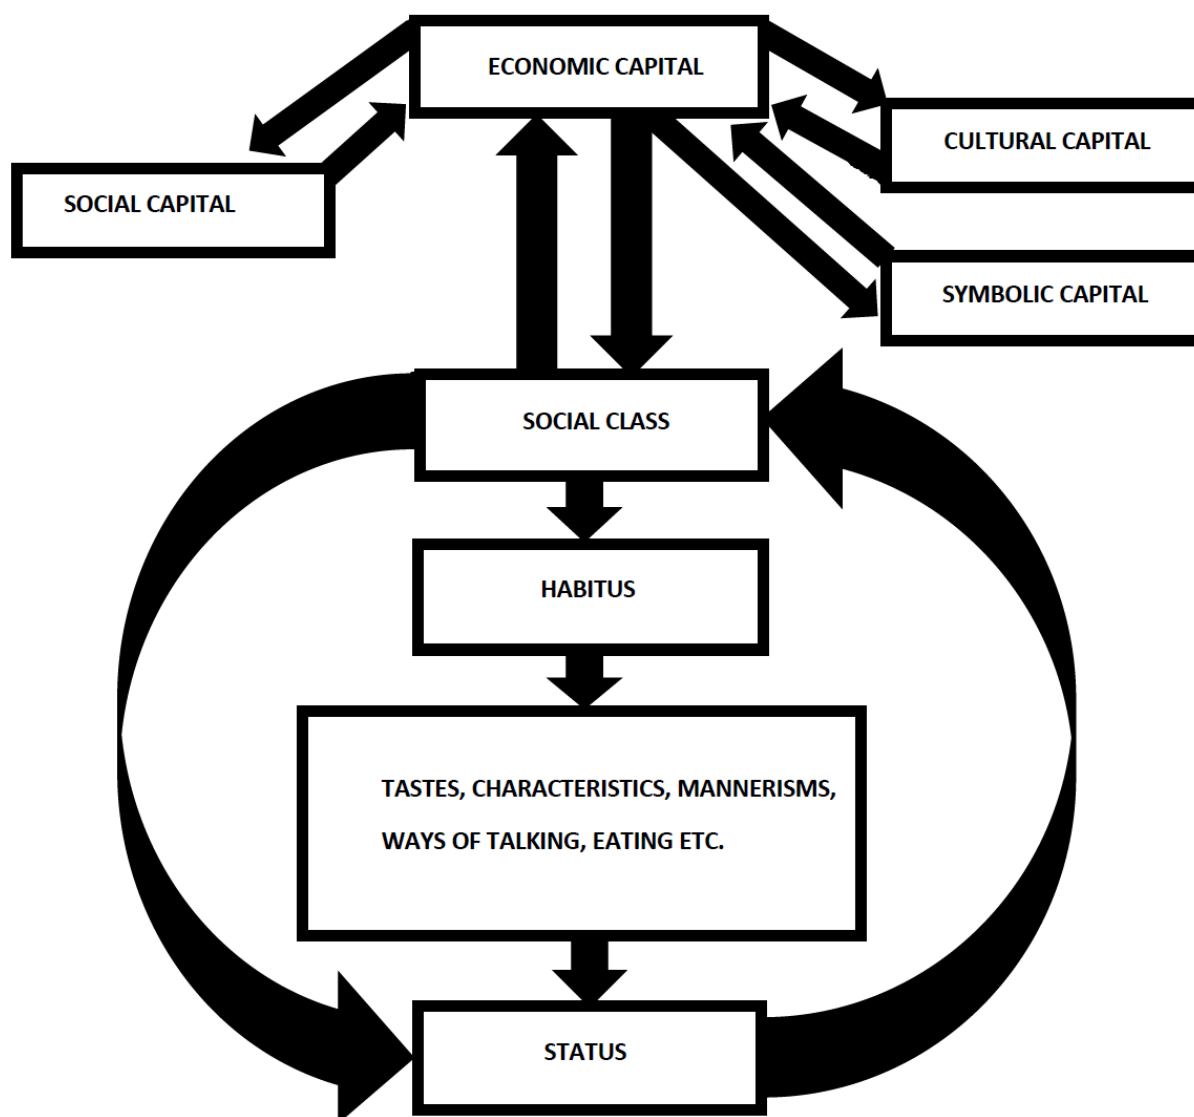 ECONOMIC CAPITAL
CULTURAL CAPITAL
SOCIAL CAPITAL
SYMBOLIC CAPITAL
SOCIAL CLASS
HABITUS
TASTES, CHARACTERISTICS, MANNERISMS,
WAYS OF TALKING, EATING ETC.
STATUS